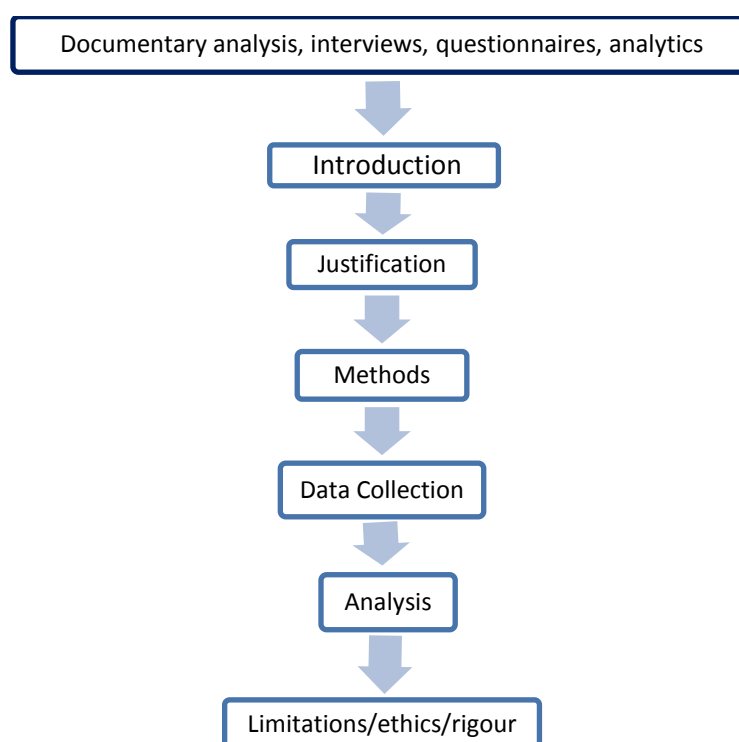 Documentary analysis, interviews, questionnaires, analytics
Introduction
Justification
Methods
Data Collection
Analysis
Limitations/ethics/rigour